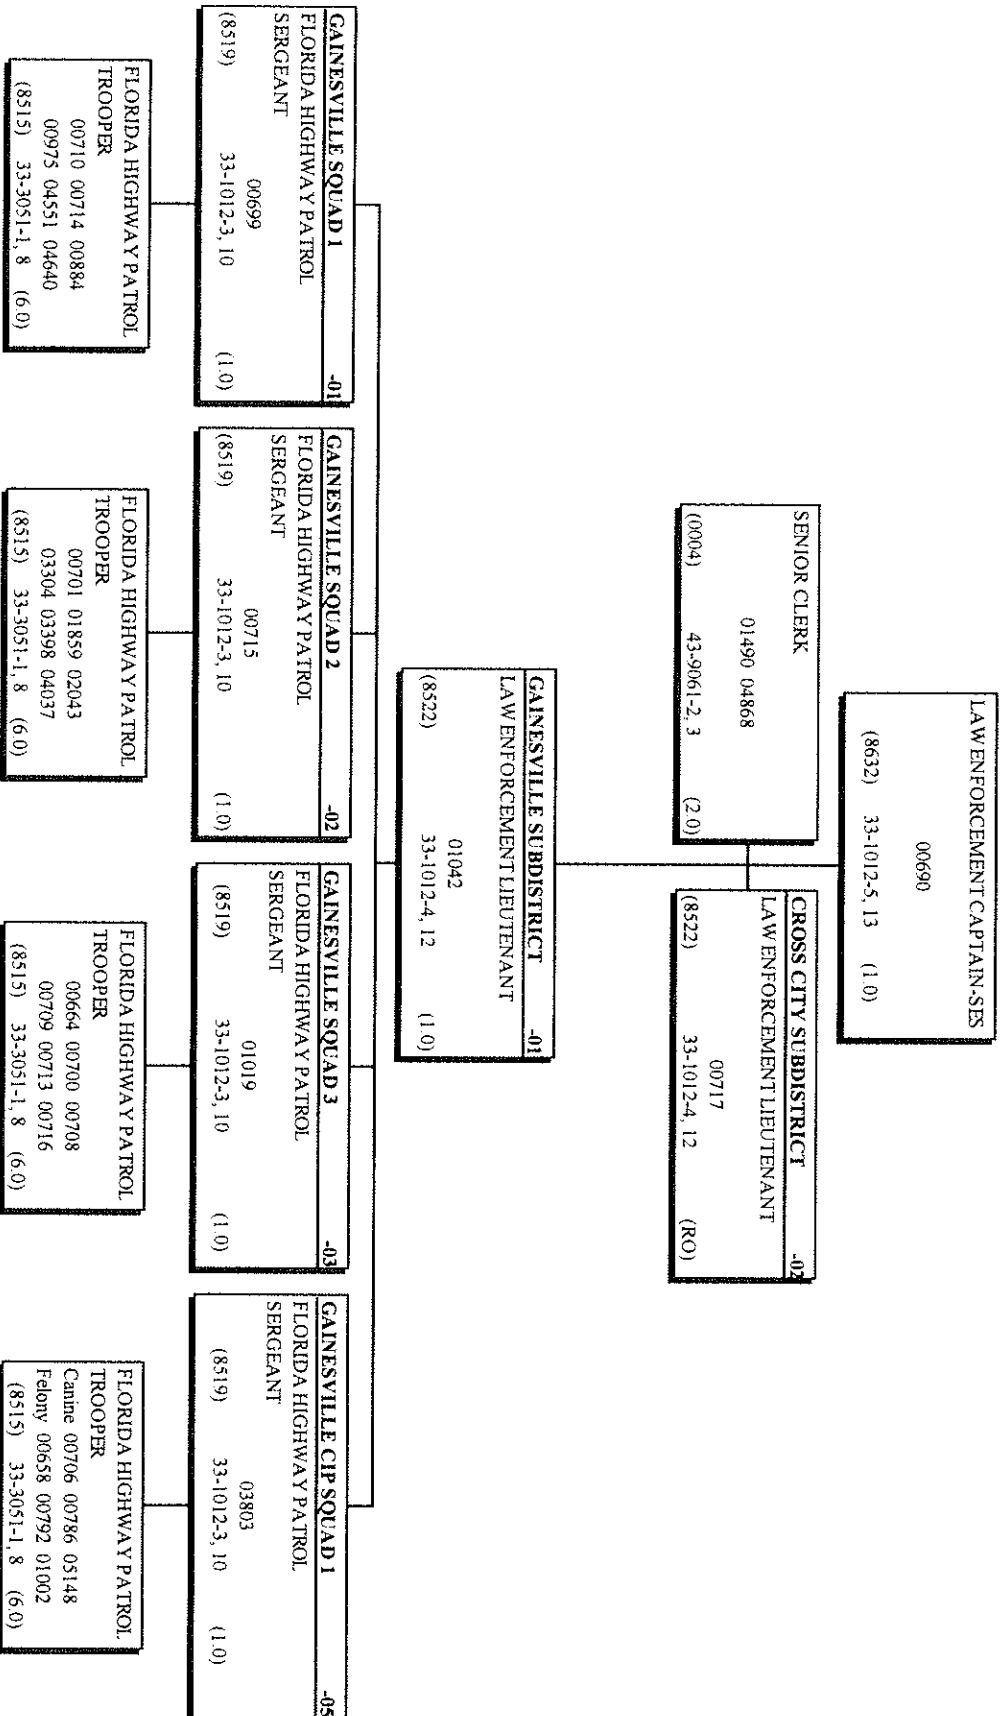 LAW ENFORCEMENT CAPTAIN-SES
00690
(8632) 33-1012-5, 13 (1.0)
SENIOR CLERK
01490 04868
(0004) 43-9061-2, 3 (2.0)
CROSS CITY SUBDISTRICT -02
LAW ENFORCEMENT LIEUTENANT
00717
(8522) 33-1012-4, 12 (RO)
GAINESVILLE SUBDISTRICT -01
LAW ENFORCEMENT LIEUTENANT
01042
(8522) 33-1012-4, 12 (1.0)
GAINESVILLE SQUAD 1 -01
FLORIDA HIGHWAY PATROL
SERGEANT
00699
(8519) 33-1012-3, 10 (1.0)
GAINESVILLE SQUAD 2 -02
FLORIDA HIGHWAY PATROL
SERGEANT
00715
(8519) 33-1012-3, 10 (1.0)
GAINESVILLE SQUAD 3 -03
FLORIDA HIGHWAY PATROL
SERGEANT
01019
(8519) 33-1012-3, 10 (1.0)
GAINESVILLE CIP SQUAD 1 -05
FLORIDA HIGHWAY PATROL
SERGEANT
03803
(8519) 33-1012-3, 10 (1.0)
FLORIDA HIGHWAY PATROL
TROOPER
00710 00714 00884
00975 04551 04640
(8515) 33-3051-1, 8 (6.0)
FLORIDA HIGHWAY PATROL
TROOPER
00701 01859 02043
03304 03398 04037
(8515) 33-3051-1, 8 (6.0)
FLORIDA HIGHWAY PATROL
TROOPER
00664 00700 00708
00709 00713 00716
(8515) 33-3051-1, 8 (6.0)
FLORIDA HIGHWAY PATROL
TROOPER
Canine 00706 00786 05148
Felony 00658 00792 01002
(8515) 33-3051-1, 8 (6.0)